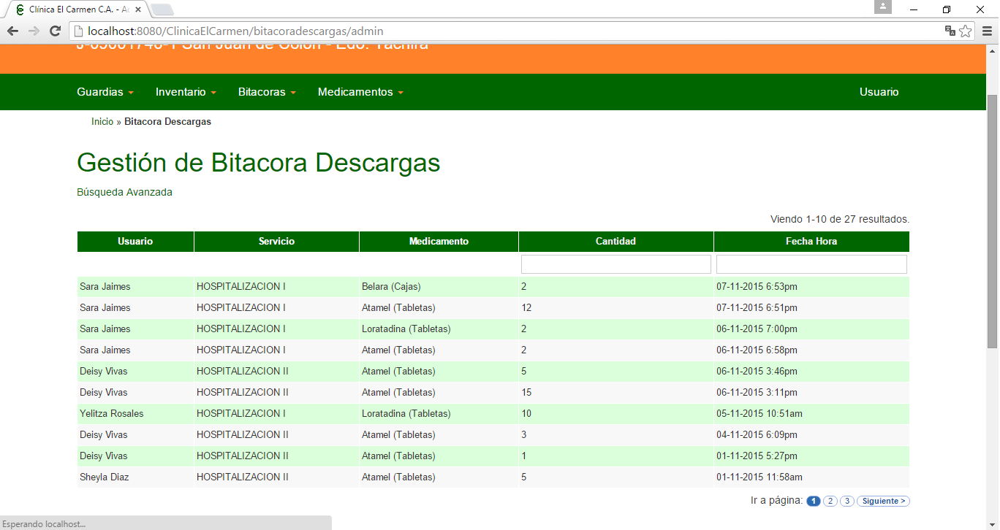 Clínica El Carmen C.A. - Ac
localhost:8080/ClinicaElCarmen/bitacoradescargas/admin
San Juan de Colón - Edo. Táchira
Guardias Inventario Bitacoras Medicamentos Usuario
Inicio » Bitacora Descargas
Gestión de Bitacora Descargas
Búsqueda Avanzada
Viendo 1-10 de 27 resultados.
Usuario Servicio Medicamento Cantidad Fecha Hora
Sara Jaimes HOSPITALIZACION I Belara (Cajas) 2 07-11-2015 6:53pm
Sara Jaimes HOSPITALIZACION I Atamel (Tabletas) 12 07-11-2015 6:51pm
Sara Jaimes HOSPITALIZACION I Loratadina (Tabletas) 2 06-11-2015 7:00pm
Sara Jaimes HOSPITALIZACION I Atamel (Tabletas) 2 06-11-2015 6:58pm
Deisy Vivas HOSPITALIZACION II Atamel (Tabletas) 5 06-11-2015 3:46pm
Deisy Vivas HOSPITALIZACION II Atamel (Tabletas) 15 06-11-2015 3:11pm
Yelitza Rosales HOSPITALIZACION I Loratadina (Tabletas) 10 05-11-2015 10:51am
Deisy Vivas HOSPITALIZACION II Atamel (Tabletas) 3 04-11-2015 6:09pm
Deisy Vivas HOSPITALIZACION II Atamel (Tabletas) 1 01-11-2015 5:27pm
Sheyla Diaz HOSPITALIZACION II Atamel (Tabletas) 5 01-11-2015 11:58am
Ir a página: 1 2 3 Siguiente >
Esperando localhost...